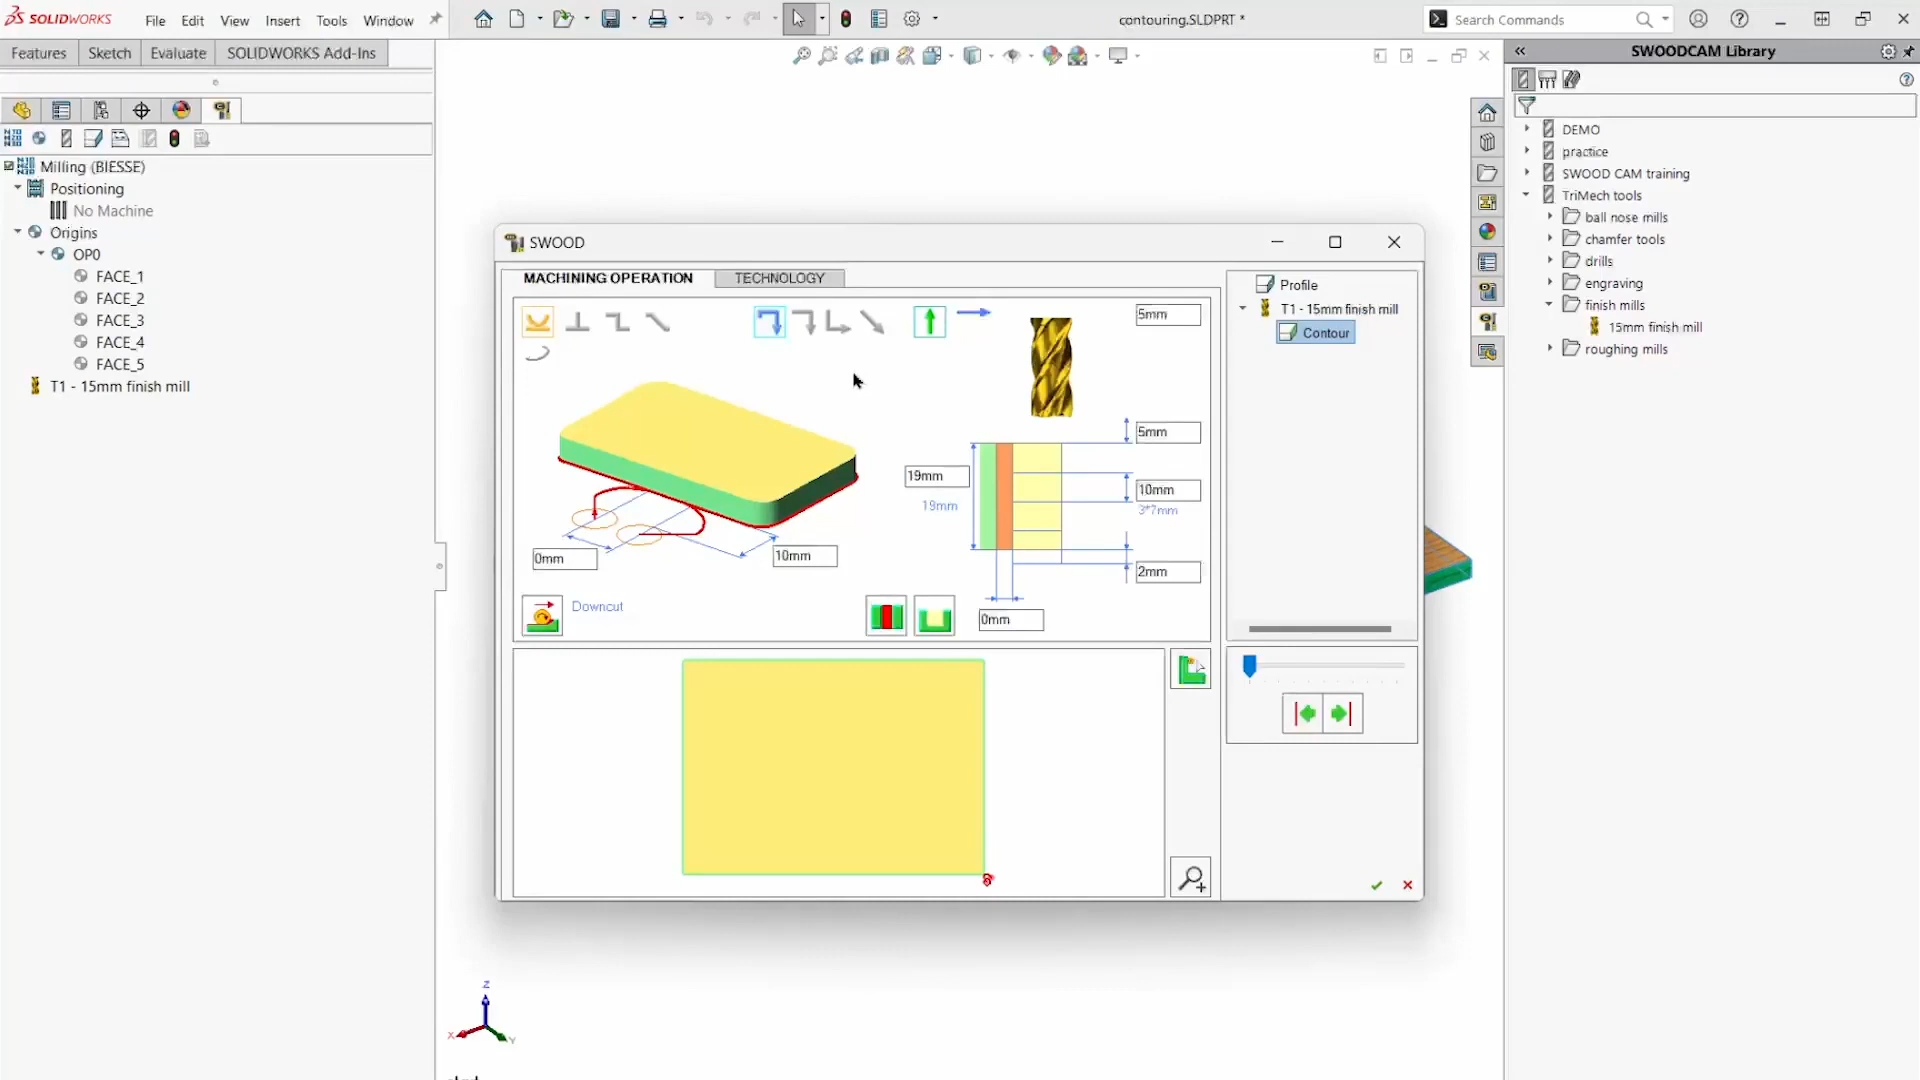 SOLIDWORKS
File Edit View Insert Tools Window
contouring.SLDPRT *
Search Commands
Features Sketch Evaluate SOLIDWORKS Add-Ins
Milling (BIESSE)
Positioning
No Machine
Origins
OP0
FACE_1
FACE_2
FACE_3
FACE_4
FACE_5
T1 - 15mm finish mill
SWOOD
MACHINING OPERATION TECHNOLOGY
5mm
5mm
19mm
19mm
10mm
3*7mm
0mm
10mm
2mm
Downcut
0mm
Profile
T1 - 15mm finish mill
Contour
SWOODCAM Library
DEMO
practice
SWOOD CAM training
TriMech tools
ball nose mills
chamfer tools
drills
engraving
finish mills
15mm finish mill
roughing mills
Z
X
Y